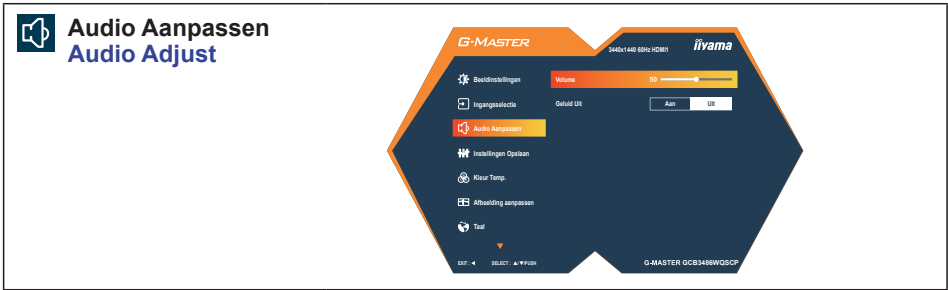 Audio Aanpassen
Audio Adjust
G-MASTER
3440x1440 60Hz HDMI1
iiyama
Beeldinstellingen
Volume
50
Ingangsselectie
Geluid Uit
Aan
Uit
Audio Aanpassen
Instellingen Opslaan
Kleur Temp.
Afbeelding aanpassen
Taal
EXIT : ◄
SELECT : ▲/▼/PUSH
G-MASTER GCB3486WQSCP